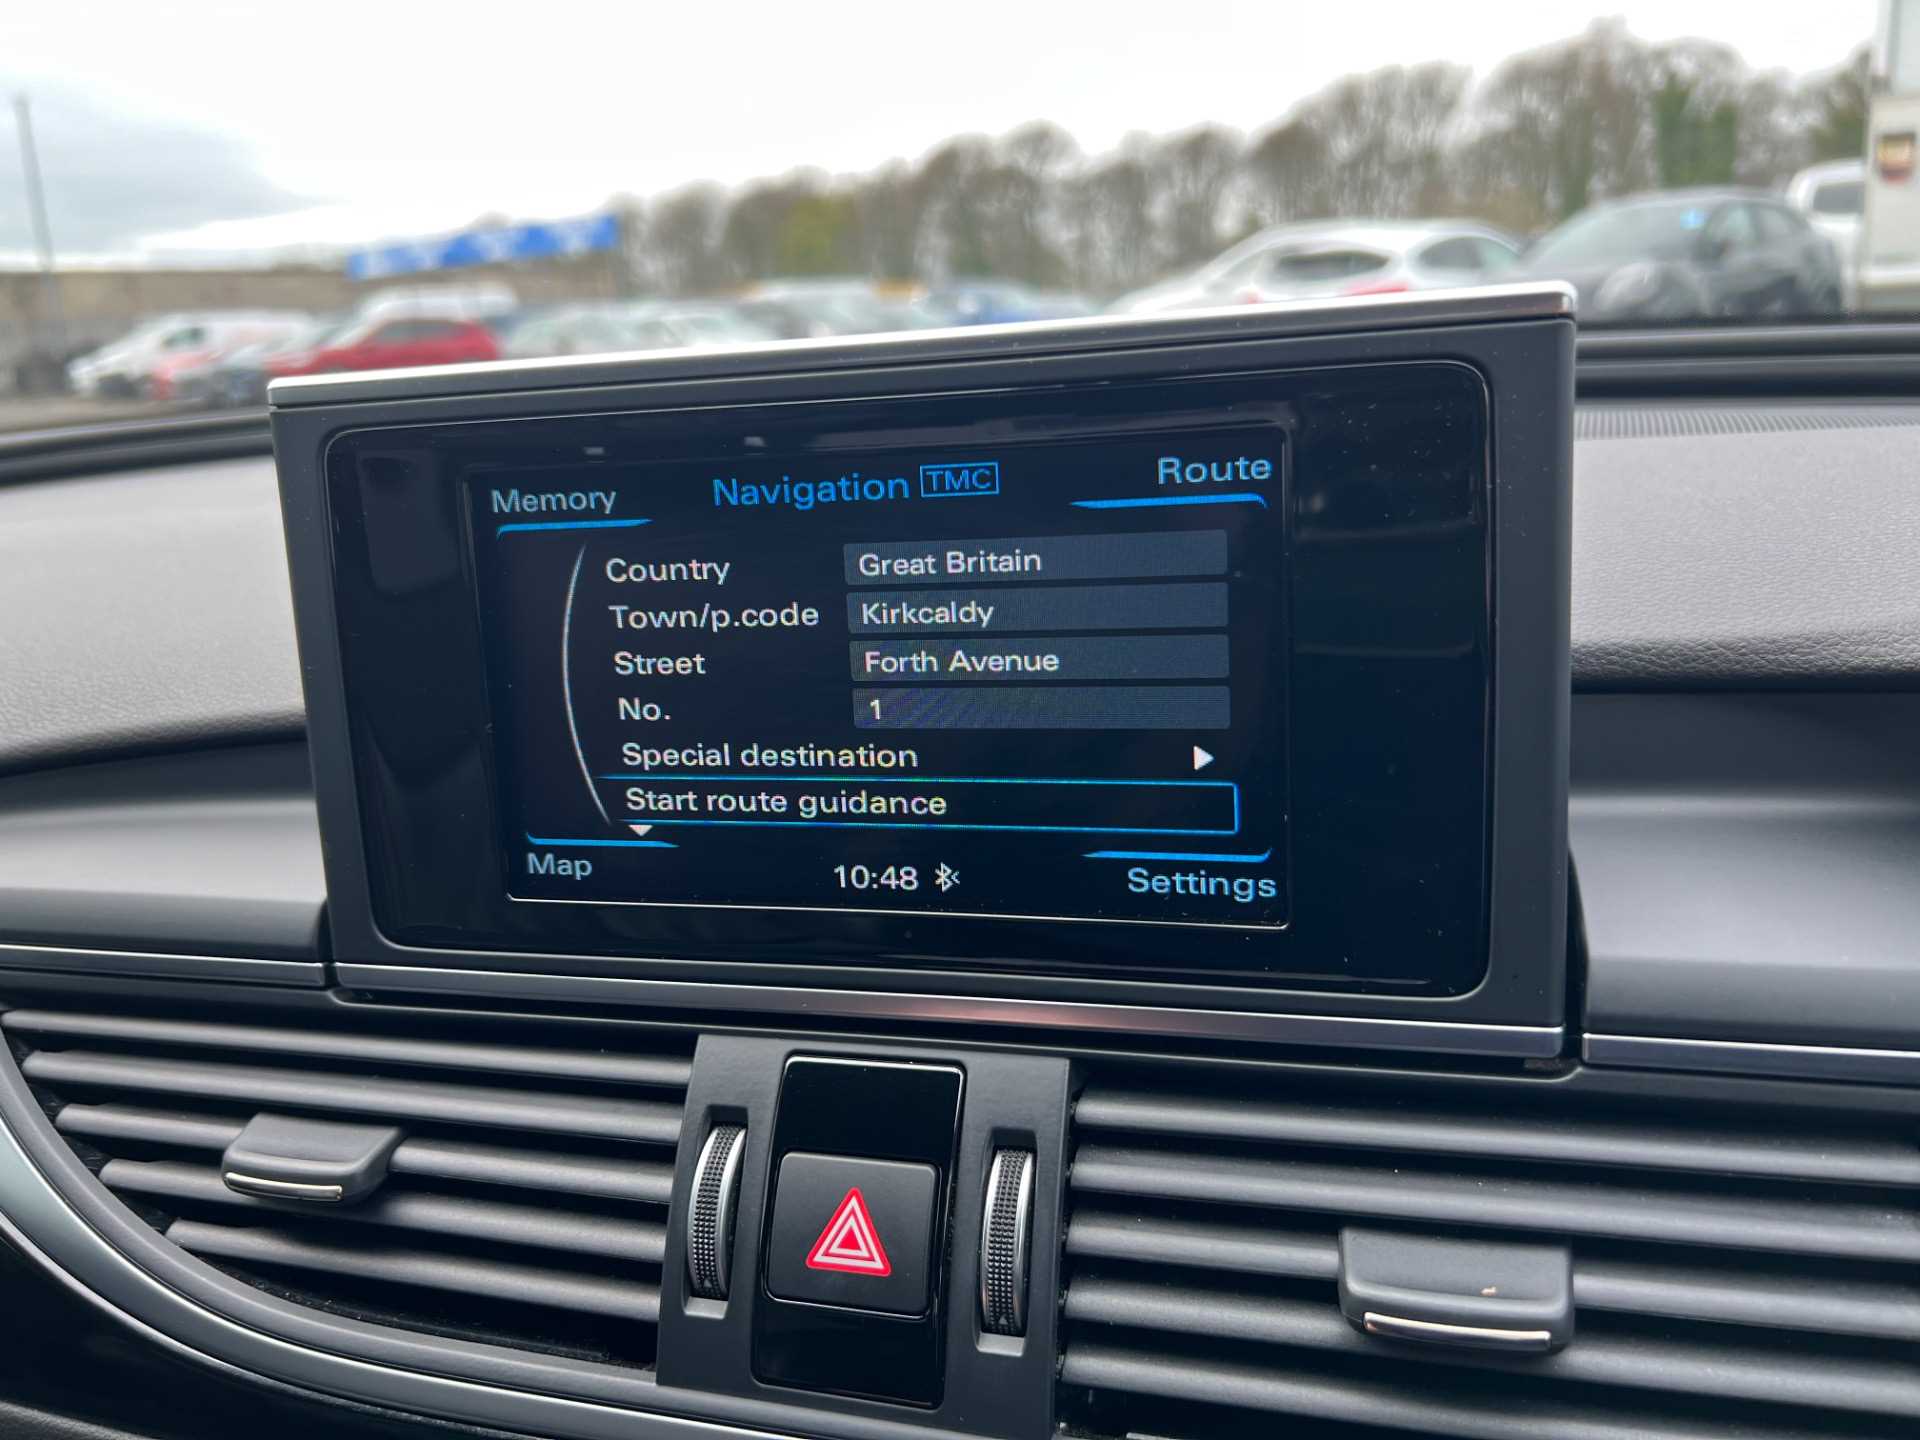 Memory Navigation TMC Route
Country Great Britain
Town/p.code Kirkcaldy
Street Forth Avenue
No. 1
Special destination
Start route guidance
Map 10:48 Settings